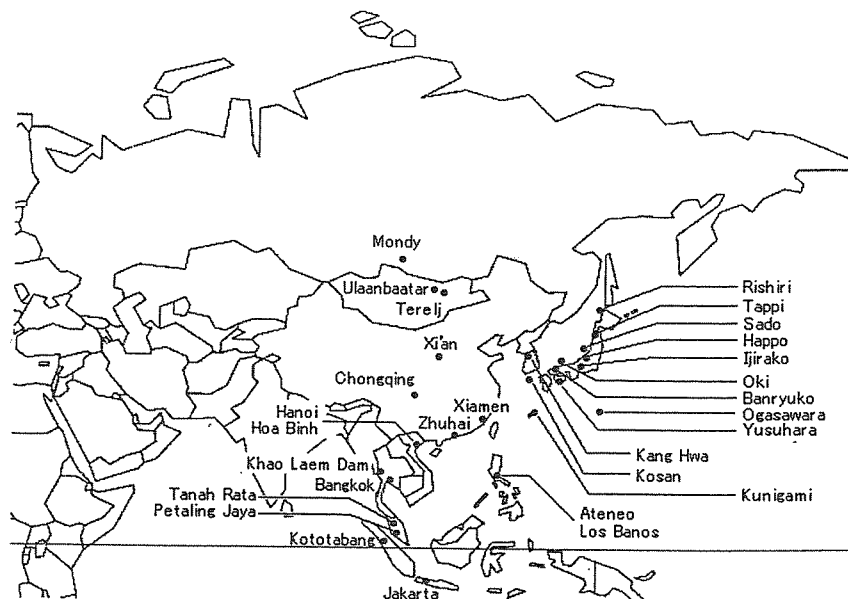 Mondy
Ulaanbaatar
Terelj
Xi'an
Chongqing
Hanoi
Hoa Binh
Xiamen
Zhuhai
Khao Laem Dam
Bangkok
Tanah Rata
Petaling Jaya
Kototabang
Jakarta
Rishiri
Tappi
Sado
Happo
Ijirako
Oki
Banryuko
Ogasawara
Yusuhara
Kang Hwa
Kosan
Kunigami
Ateneo
Los Banos